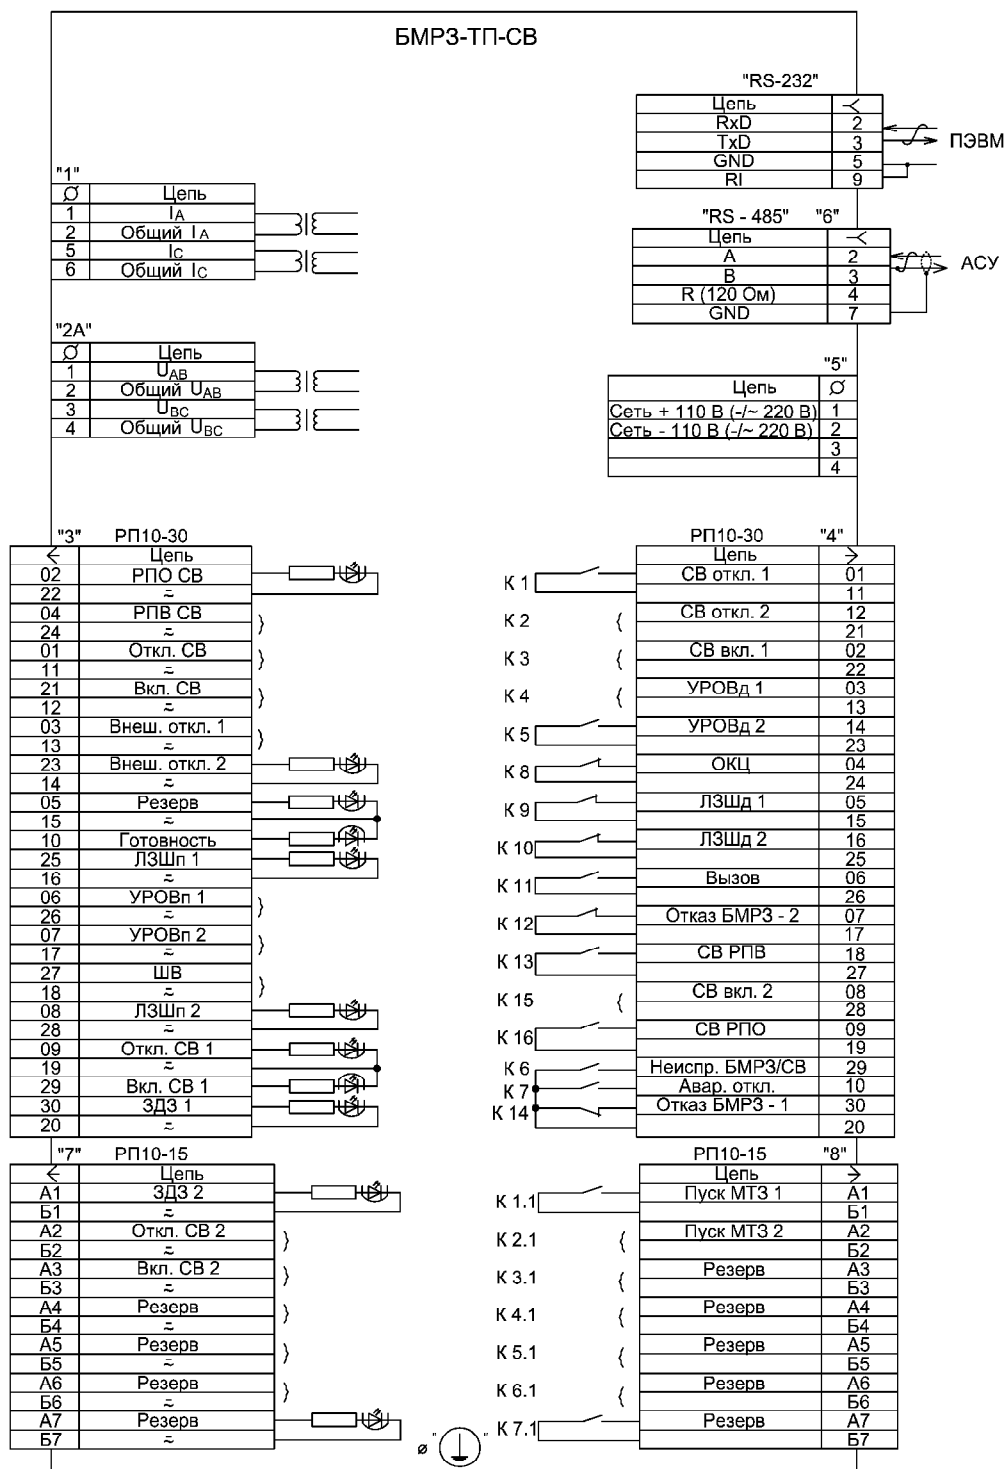 БМРЗ-ТП-СВ
"RS-232"
Цепь
RxD 2
TxD 3
GND 5
RI 9
ПЭВМ
"1"
Цепь
1 IA
2 Общий IA
5 IC
6 Общий IC
"RS - 485" "6"
Цепь
A 2
B 3
R (120 Ом) 4
GND 7
АСУ
"2А"
Цепь
1 UAB
2 Общий UAB
3 UBC
4 Общий UBC
"5"
Цепь
Сеть + 110 В (-/~ 220 В) 1
Сеть - 110 В (-/~ 220 В) 2
3
4
"3" РП10-30
Цепь
02 РПО СВ
22 ~
04 РПВ СВ
24 ~
01 Откл. СВ
11 ~
21 Вкл. СВ
12 ~
03 Внеш. откл. 1
13 ~
23 Внеш. откл. 2
14 ~
05 Резерв
15 ~
10 Готовность
25 ЛЗШп 1
16 ~
06 УРОВп 1
26 ~
07 УРОВп 2
17 ~
27 ШВ
18 ~
08 ЛЗШп 2
28 ~
09 Откл. СВ 1
19 ~
29 Вкл. СВ 1
30 ЗДЗ 1
20 ~
РП10-30 "4"
Цепь
К 1 СВ откл. 1 01
11
К 2 СВ откл. 2 12
21
К 3 СВ вкл. 1 02
22
К 4 УРОВд 1 03
13
К 5 УРОВд 2 14
23
К 8 ОКЦ 04
24
К 9 ЛЗШд 1 05
15
К 10 ЛЗШд 2 16
25
К 11 Вызов 06
26
К 12 Отказ БМРЗ - 2 07
17
К 13 СВ РПВ 18
27
К 15 СВ вкл. 2 08
28
К 16 СВ РПО 09
19
К 6 Неиспр. БМРЗ/СВ 29
К 7 Авар. откл. 10
К 14 Отказ БМРЗ - 1 30
20
"7" РП10-15
Цепь
А1 ЗДЗ 2
Б1 ~
А2 Откл. СВ 2
Б2 ~
А3 Вкл. СВ 2
Б3 ~
А4 Резерв
Б4 ~
А5 Резерв
Б5 ~
А6 Резерв
Б6 ~
А7 Резерв
Б7 ~
РП10-15 "8"
Цепь
К 1.1 Пуск МТЗ 1 А1
Б1
К 2.1 Пуск МТЗ 2 А2
Б2
К 3.1 Резерв А3
Б3
К 4.1 Резерв А4
Б4
К 5.1 Резерв А5
Б5
К 6.1 Резерв А6
Б6
К 7.1 Резерв А7
Б7